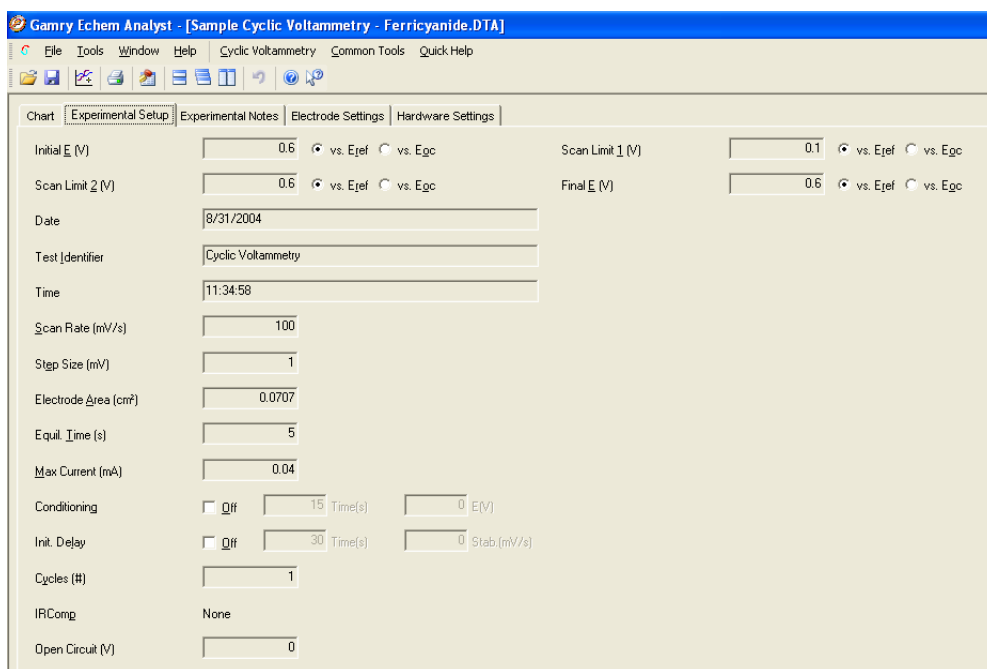 Gamry Echem Analyst - [Sample Cyclic Voltammetry - Ferricyanide.DTA]
File Tools Window Help Cyclic Voltammetry Common Tools Quick Help
Chart Experimental Setup Experimental Notes Electrode Settings Hardware Settings
Initial E (V) 0.6 vs. Eref vs. Eoc Scan Limit 1 (V) 0.1 vs. Eref vs. Eoc
Scan Limit 2 (V) 0.6 vs. Eref vs. Eoc Final E (V) 0.6 vs. Eref vs. Eoc
Date 8/31/2004
Test Identifier Cyclic Voltammetry
Time 11:34:58
Scan Rate (mV/s) 100
Step Size (mV) 1
Electrode Area (cm²) 0.0707
Equil. Time (s) 5
Max Current (mA) 0.04
Conditioning Off 15 Time(s) 0 E(V)
Init. Delay Off 30 Time(s) 0 Stab.(mV/s)
Cycles (#) 1
IRComp None
Open Circuit (V) 0